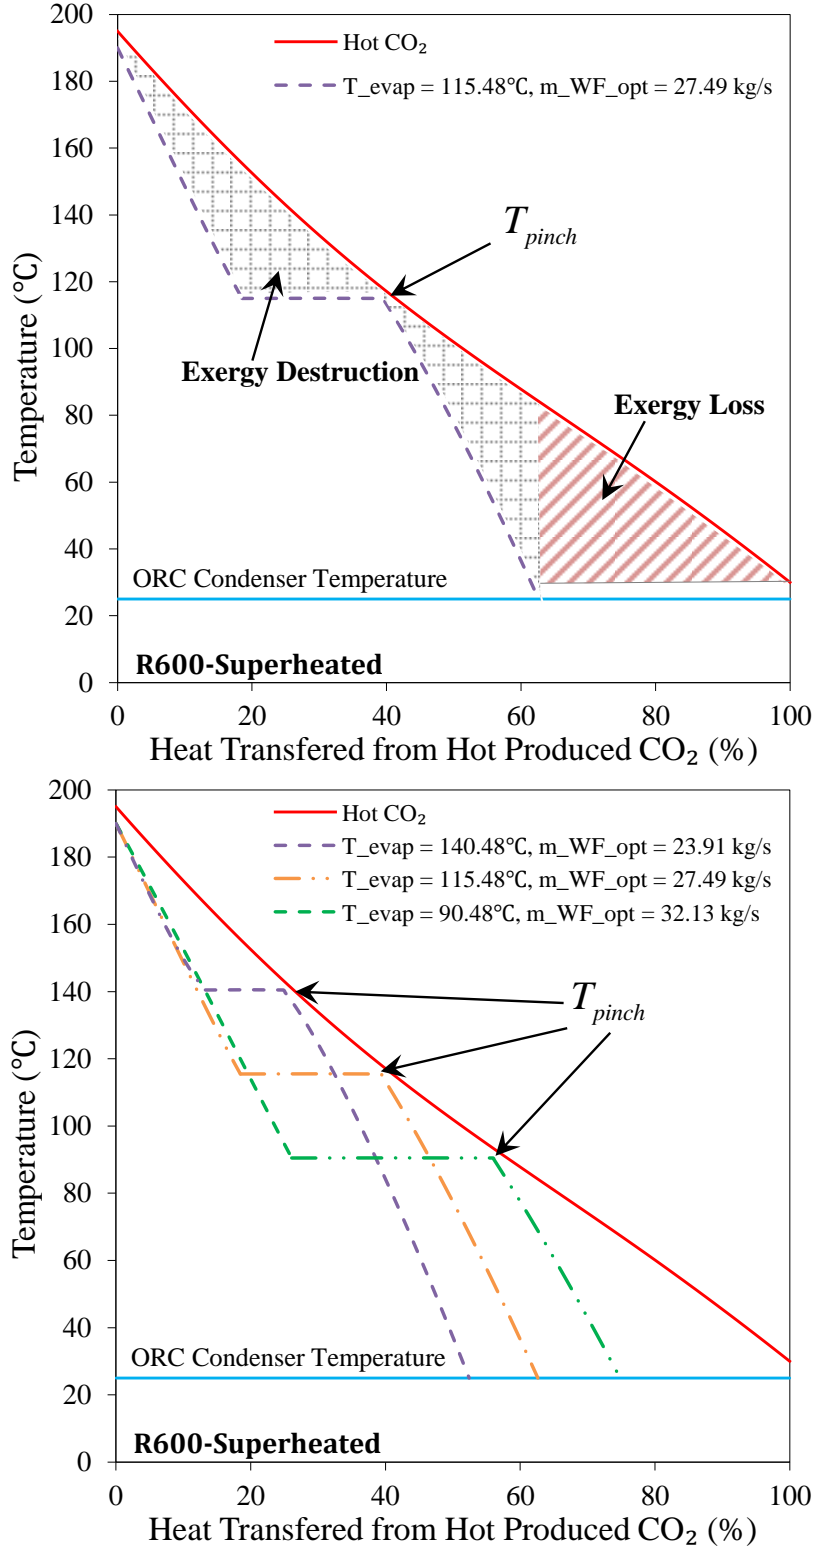 200
180
160
140
120
100
80
60
40
20
0
Temperature (℃)
Hot CO₂
T_evap = 115.48℃, m_WF_opt = 27.49 kg/s
T_pinch
Exergy Destruction
Exergy Loss
ORC Condenser Temperature
R600-Superheated
0 20 40 60 80 100
Heat Transfered from Hot Produced CO₂ (%)
200
180
160
140
120
100
80
60
40
20
0
Temperature (℃)
Hot CO₂
T_evap = 140.48℃, m_WF_opt = 23.91 kg/s
T_evap = 115.48℃, m_WF_opt = 27.49 kg/s
T_evap = 90.48℃, m_WF_opt = 32.13 kg/s
T_pinch
ORC Condenser Temperature
R600-Superheated
0 20 40 60 80 100
Heat Transfered from Hot Produced CO₂ (%)